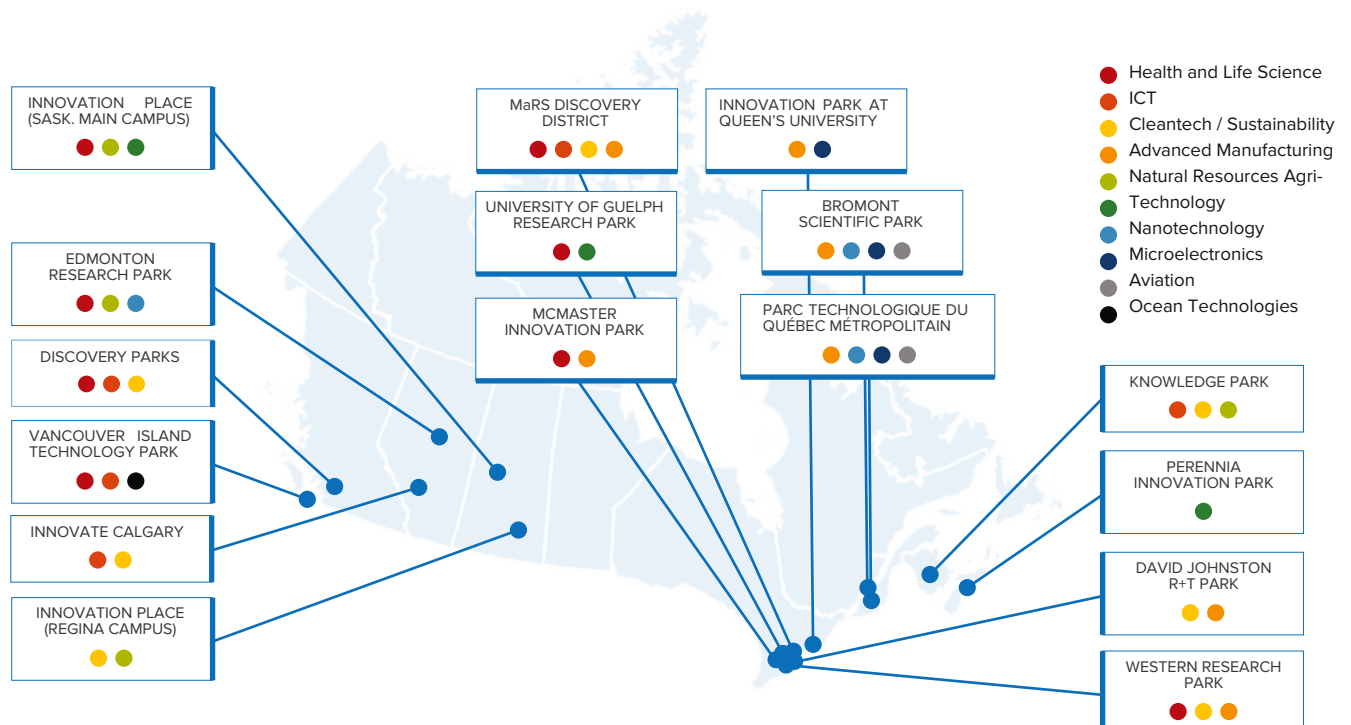 INNOVATION PLACE
(SASK. MAIN CAMPUS)
EDMONTON
RESEARCH PARK
DISCOVERY PARKS
VANCOUVER ISLAND
TECHNOLOGY PARK
INNOVATE CALGARY
INNOVATION PLACE
(REGINA CAMPUS)
MaRS DISCOVERY
DISTRICT
UNIVERSITY OF GUELPH
RESEARCH PARK
MCMASTER
INNOVATION PARK
INNOVATION PARK AT
QUEEN'S UNIVERSITY
BROMONT
SCIENTIFIC PARK
PARC TECHNOLOGIQUE DU
QUÉBEC MÉTROPOLITAIN
Health and Life Science
ICT
Cleantech / Sustainability
Advanced Manufacturing
Natural Resources Agri-
Technology
Nanotechnology
Microelectronics
Aviation
Ocean Technologies
KNOWLEDGE PARK
PERENNIA
INNOVATION PARK
DAVID JOHNSTON
R+T PARK
WESTERN RESEARCH
PARK